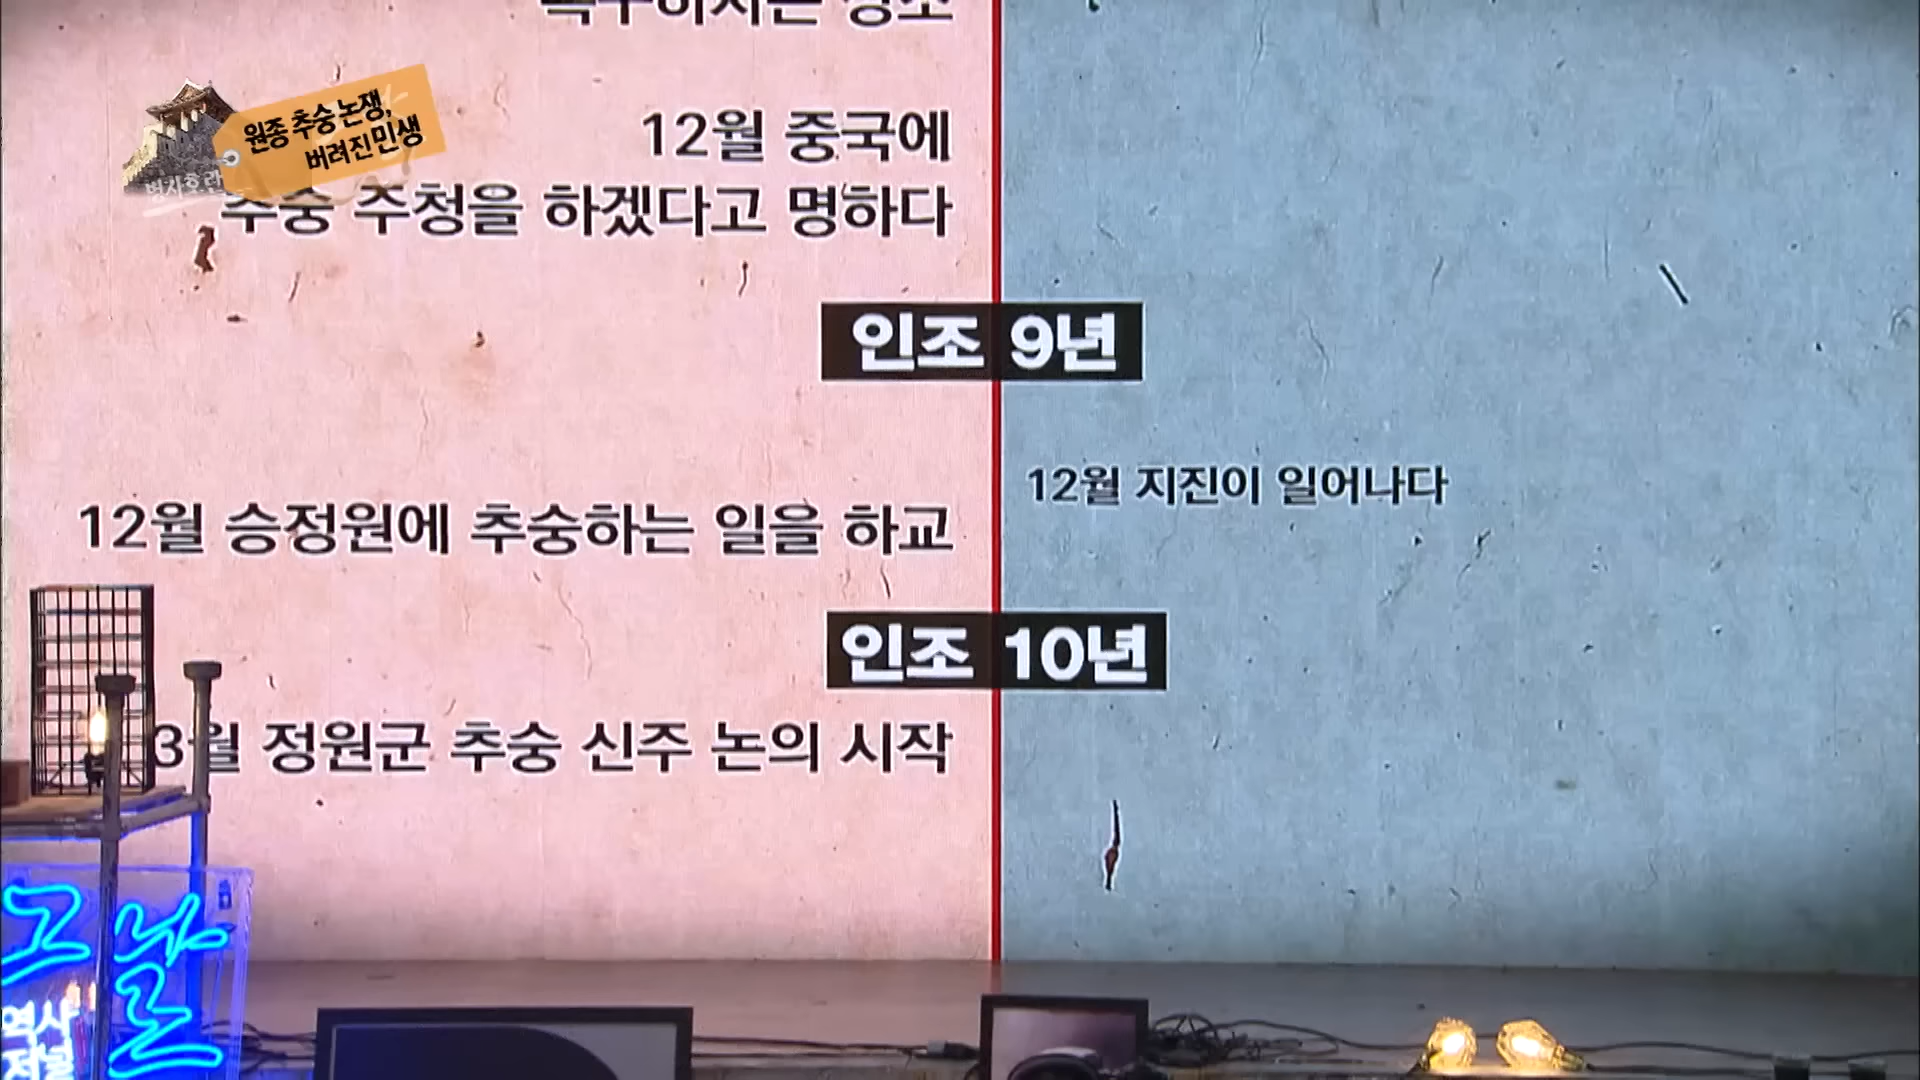 원종 추숭 논쟁,
버려진 민생
12월 중국에
추숭 주청을 하겠다고 명하다
인조 9년
12월 지진이 일어나다
12월 승정원에 추숭하는 일을 하교
인조 10년
3월 정원군 추숭 신주 논의 시작
그날
역사
저널